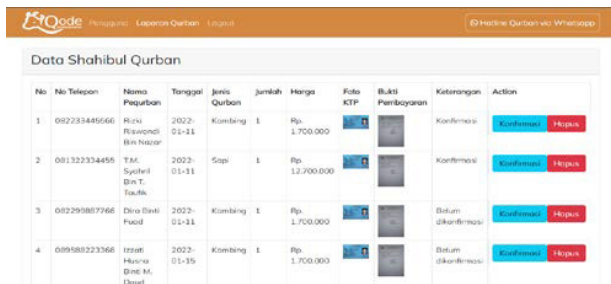 Qode Pengguna Laporan Qurban Logout Hotline Qurban via Whatsapp
Data Shahibul Qurban
No No Telepon Nama Pequrban Tanggal Jenis Qurban Jumlah Harga Foto KTP Bukti Pembayaran Keterangan Action
1 082233445566 Rizki Riswandi Bin Nazar 2022-01-11 Kambing 1 Rp. 1.700.000 Konfirmasi Konfirmasi Hapus
2 081322334455 T.M. Syahril Bin T. Taufik 2022-01-11 Sapi 1 Rp. 12.700.000 Konfirmasi Konfirmasi Hapus
3 082299887766 Dira Binti Fuad 2022-01-11 Kambing 1 Rp. 1.700.000 Belum dikonfirmasi Konfirmasi Hapus
4 089588223366 Izzati Husna Binti M. Daud 2022-01-15 Kambing 1 Rp. 1.700.000 Belum dikonfirmasi Konfirmasi Hapus